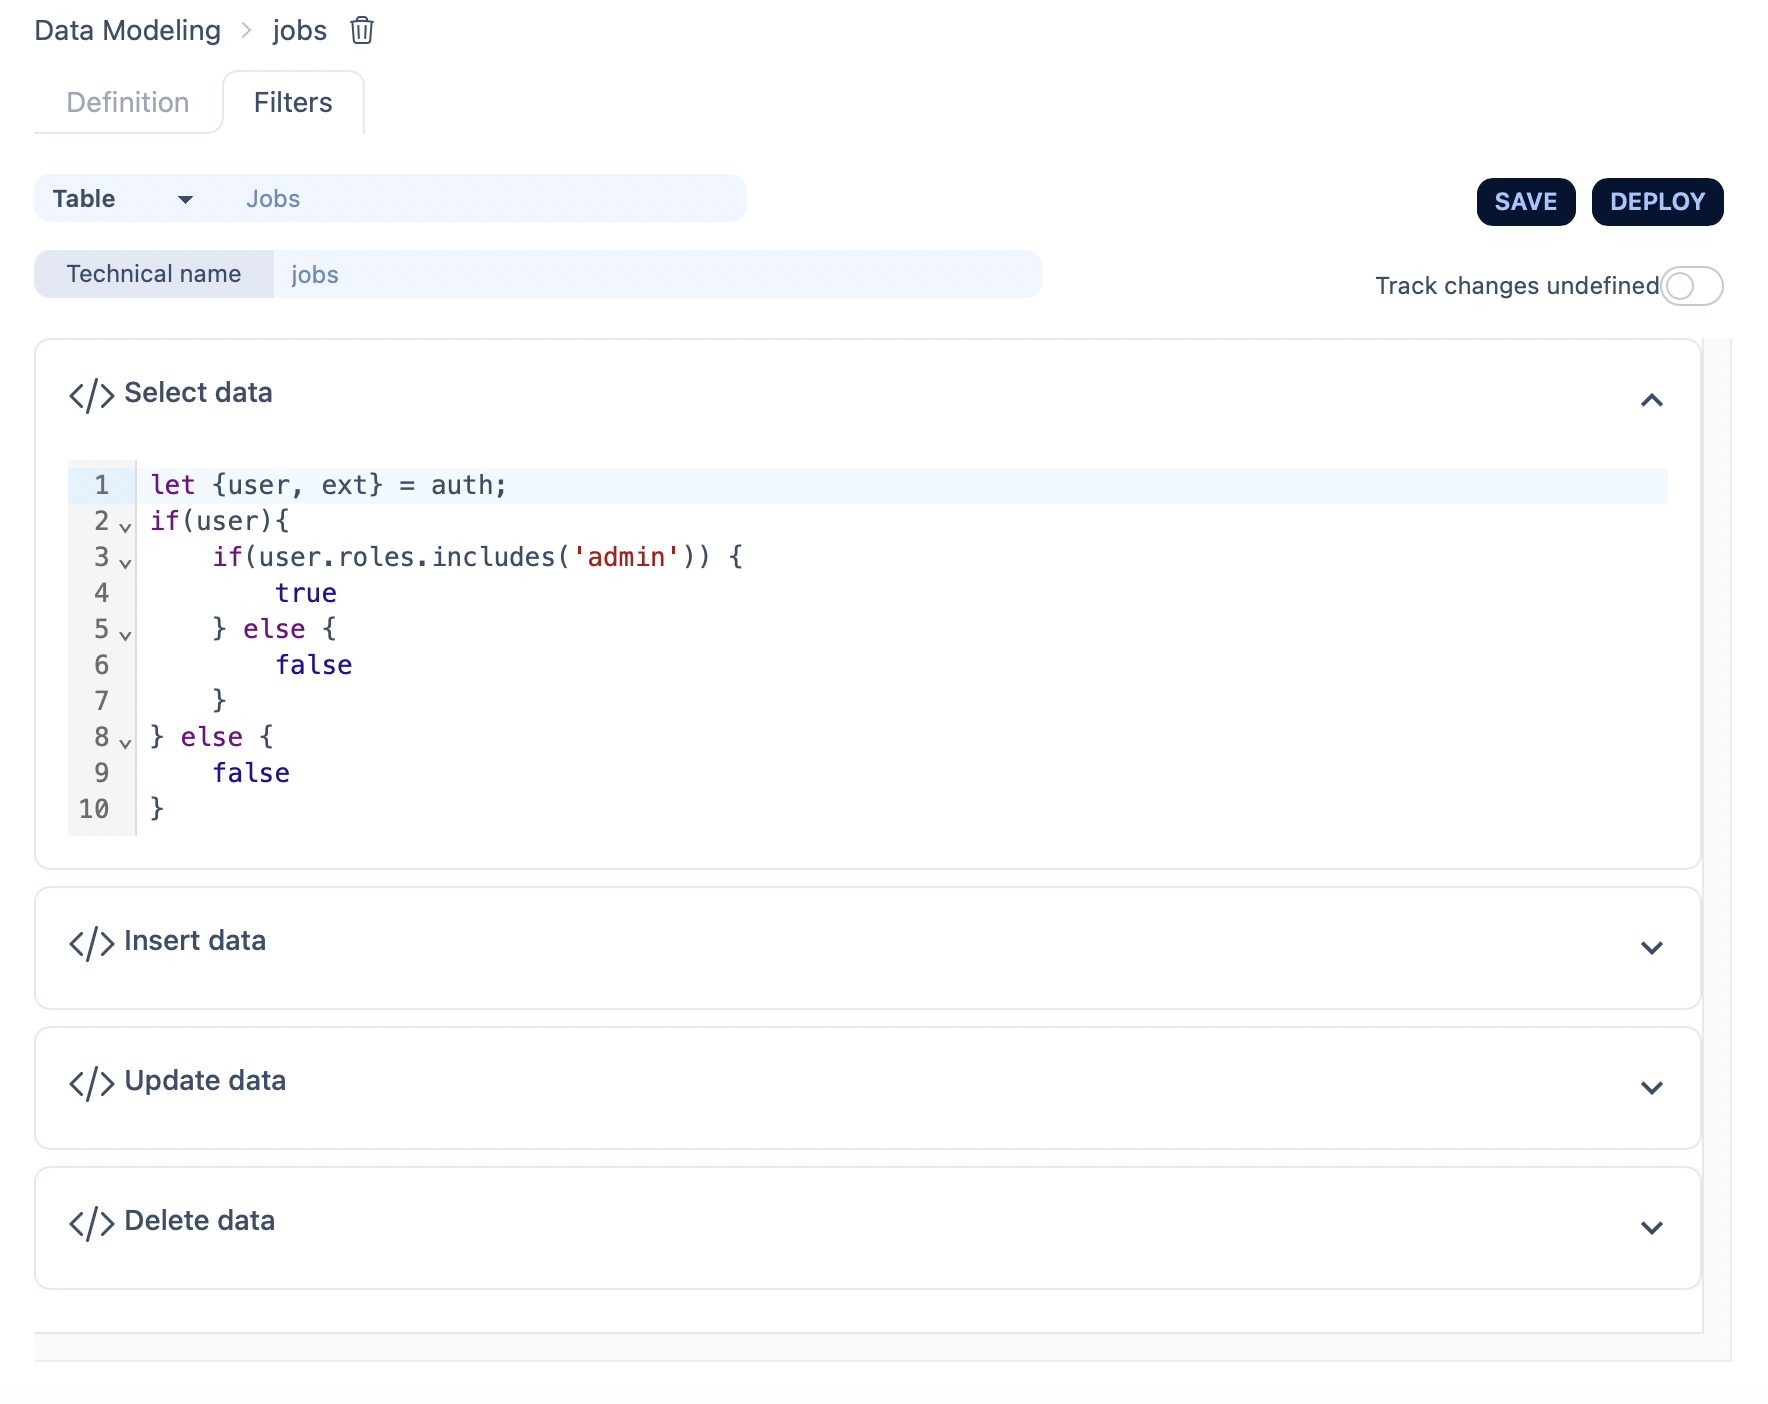 Data Modeling > jobs
Definition Filters
Table Jobs
SAVE DEPLOY
Technical name jobs
Track changes undefined
</> Select data
1 let {user, ext} = auth;
2 if(user){
3     if(user.roles.includes('admin')) {
4         true
5     } else {
6         false
7     }
8 } else {
9     false
10 }
</> Insert data
</> Update data
</> Delete data